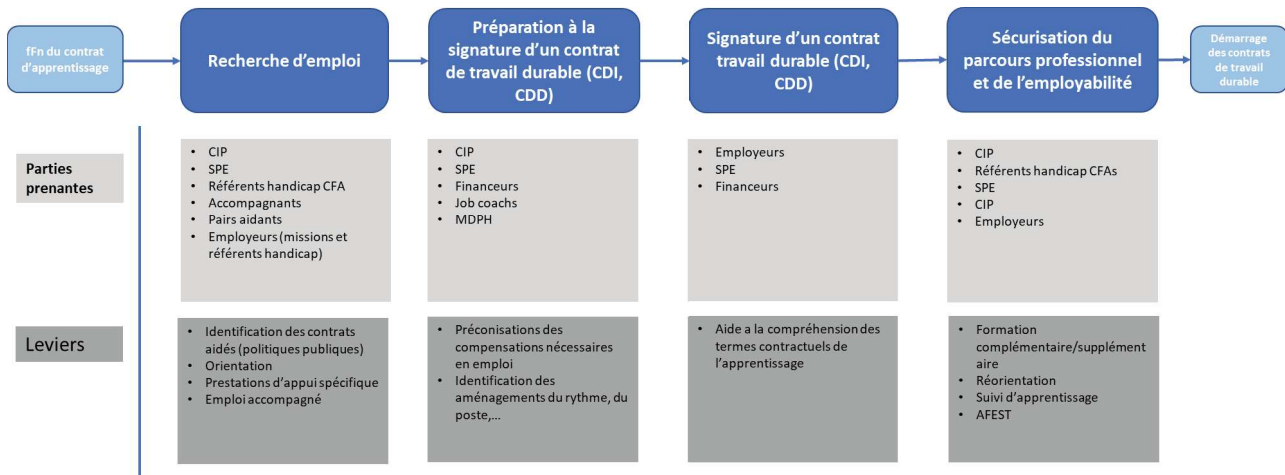 fFn du contrat
d'apprentissage
Recherche d'emploi
Préparation à la
signature d'un contrat
de travail durable (CDI,
CDD)
Signature d'un contrat
travail durable (CDI,
CDD)
Sécurisation du
parcours professionnel
et de l'employabilité
Démarrage
des contrats
de travail
durable
Parties
prenantes
• CIP
• SPE
• Référents handicap CFA
• Accompagnants
• Pairs aidants
• Employeurs (missions et
référents handicap)
• CIP
• SPE
• Financeurs
• Job coachs
• MDPH
• Employeurs
• SPE
• Financeurs
• CIP
• Référents handicap CFAs
• SPE
• CIP
• Employeurs
Leviers
• Identification des contrats
aidés (politiques publiques)
• Orientation
• Prestations d'appui spécifique
• Emploi accompagné
• Préconisations des
compensations nécessaires
en emploi
• Identification des
aménagements du rythme, du
poste,...
• Aide a la compréhension des
termes contractuels de
l'apprentissage
• Formation
complémentaire/supplément
aire
• Réorientation
• Suivi d'apprentissage
• AFEST